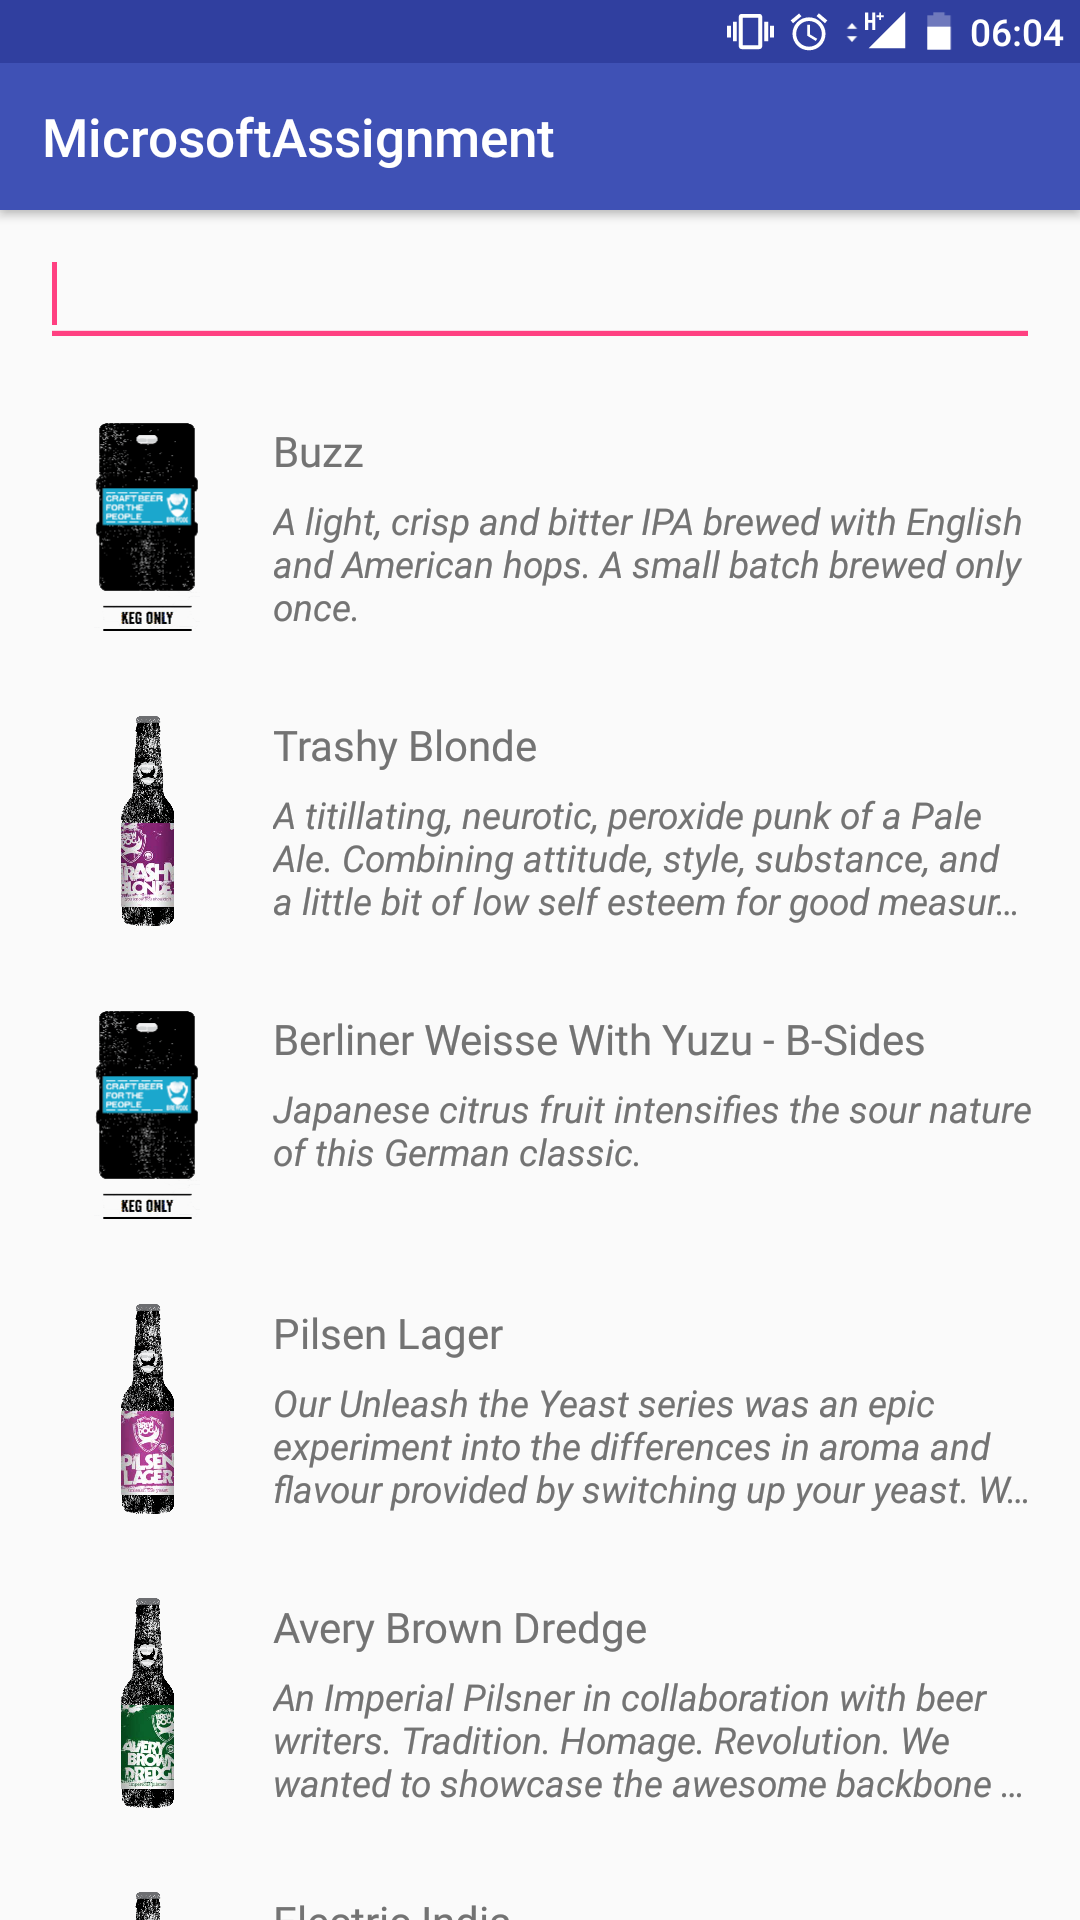 H+ 06:04
MicrosoftAssignment
CRAFT BEER
FOR THE
PEOPLE
KEG ONLY
Buzz
A light, crisp and bitter IPA brewed with English
and American hops. A small batch brewed only
once.
TRASHY
BLONDE
Trashy Blonde
A titillating, neurotic, peroxide punk of a Pale
Ale. Combining attitude, style, substance, and
a little bit of low self esteem for good measur...
CRAFT BEER
FOR THE
PEOPLE
KEG ONLY
Berliner Weisse With Yuzu - B-Sides
Japanese citrus fruit intensifies the sour nature
of this German classic.
PILSEN
LAGER
Pilsen Lager
Our Unleash the Yeast series was an epic
experiment into the differences in aroma and
flavour provided by switching up your yeast. W...
AVERY
BROWN
DREDGE
Avery Brown Dredge
An Imperial Pilsner in collaboration with beer
writers. Tradition. Homage. Revolution. We
wanted to showcase the awesome backbone ...
Electric India